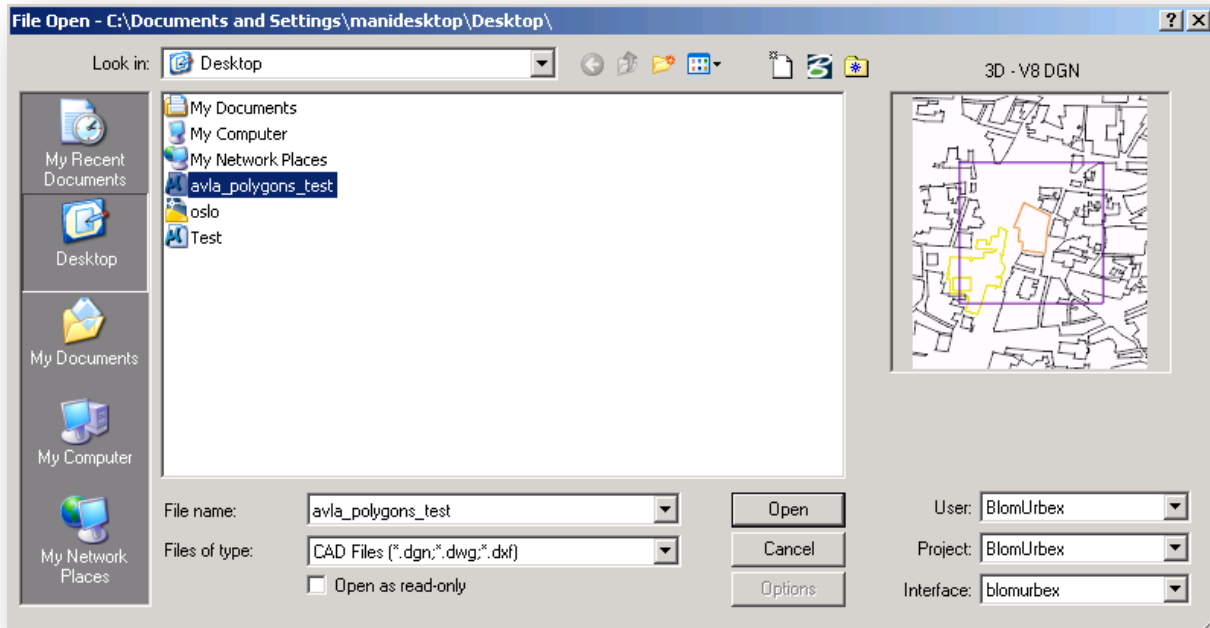 File Open - C:\Documents and Settings\manidesktop\Desktop\
Look in: Desktop
3D - V8 DGN
My Recent
Documents
Desktop
My Documents
My Computer
My Network
Places
My Documents
My Computer
My Network Places
avla_polygons_test
oslo
Test
File name: avla_polygons_test
Open
Files of type: CAD Files (*.dgn;*.dwg;*.dxf)
Cancel
Open as read-only
Options
User: BlomUrbex
Project: BlomUrbex
Interface: blomurbex